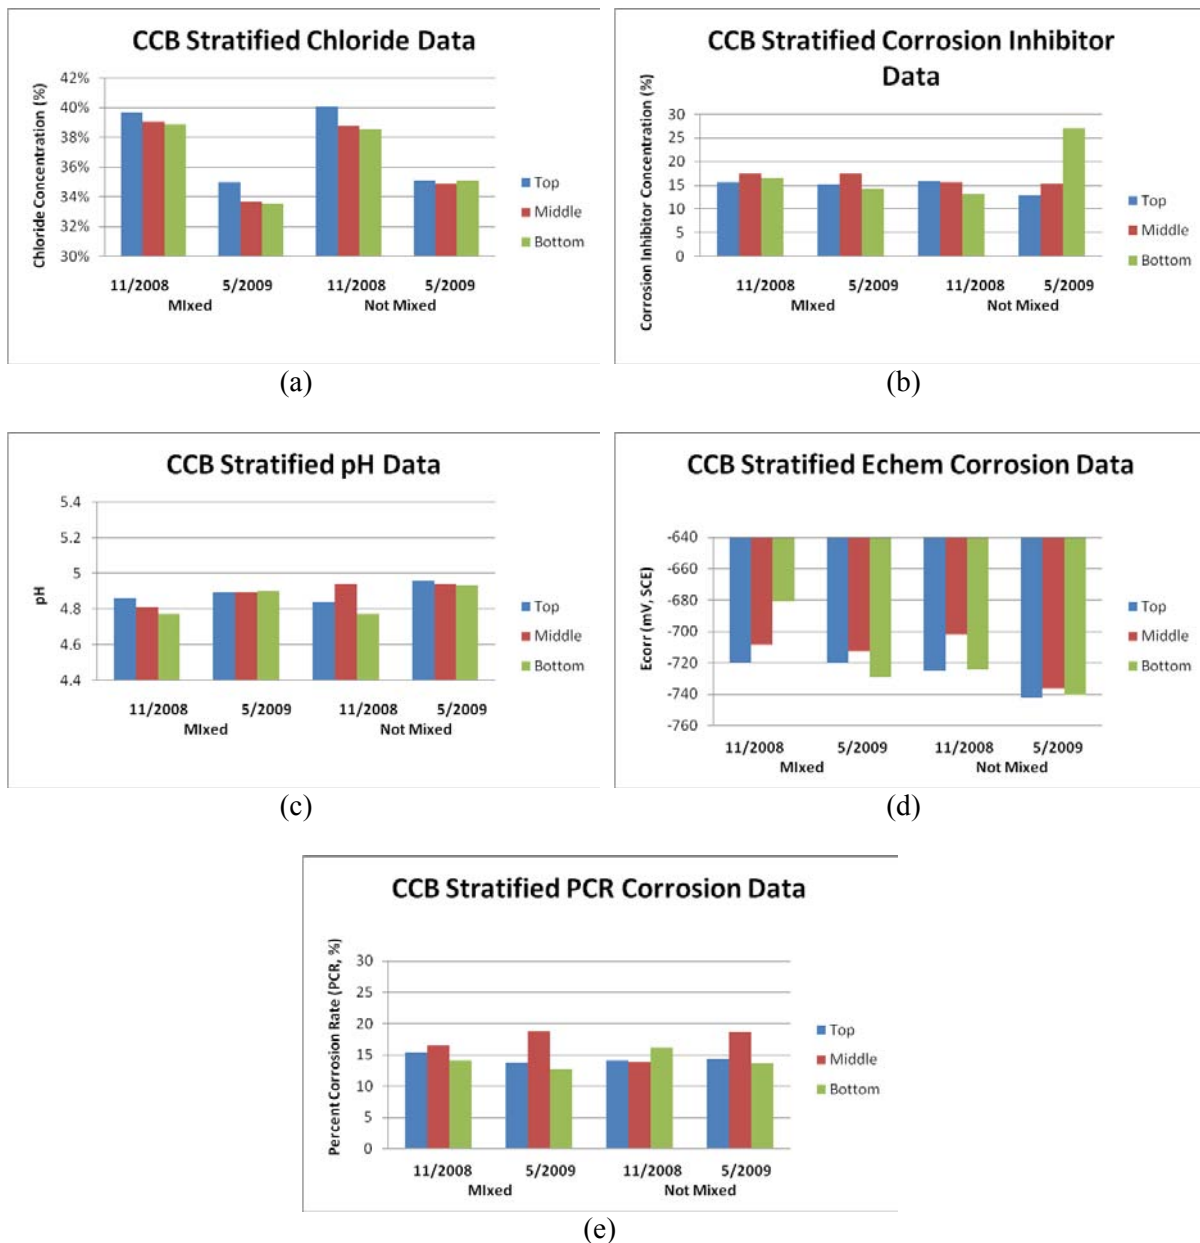 CCB Stratified Chloride Data
Chloride Concentration (%)
42%
40%
38%
36%
34%
32%
30%
11/2008
5/2009
11/2008
5/2009
MIxed
Not Mixed
Top
Middle
Bottom
(a)
CCB Stratified Corrosion Inhibitor
Data
Corrosion Inhibitor Concentration (%)
30
25
20
15
10
5
0
11/2008
5/2009
11/2008
5/2009
MIxed
Not Mixed
Top
Middle
Bottom
(b)
CCB Stratified pH Data
pH
5.4
5.2
5
4.8
4.6
4.4
11/2008
5/2009
11/2008
5/2009
MIxed
Not Mixed
Top
Middle
Bottom
(c)
CCB Stratified Echem Corrosion Data
Ecorr (mV, SCE)
-640
-660
-680
-700
-720
-740
-760
11/2008
5/2009
11/2008
5/2009
MIxed
Not Mixed
Top
Middle
Bottom
(d)
CCB Stratified PCR Corrosion Data
Percent Corrosion Rate (PCR, %)
30
25
20
15
10
5
0
11/2008
5/2009
11/2008
5/2009
MIxed
Not Mixed
Top
Middle
Bottom
(e)